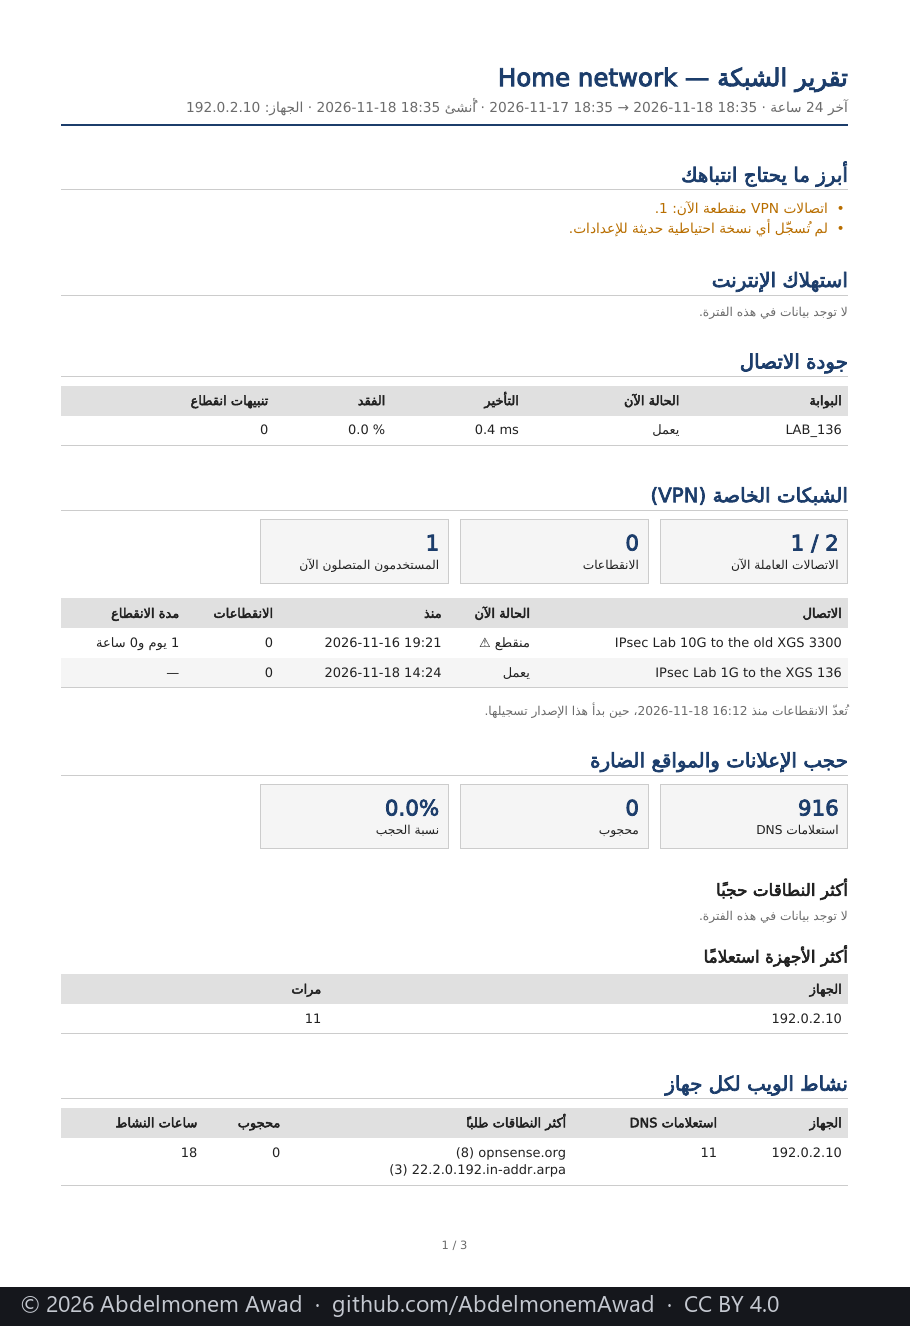 تقرير الشبكة — Home network
آخر 24 ساعة · 2026-11-17 18:35 → 2026-11-18 18:35 · أُنشئ 2026-11-18 18:35 · الجهاز: 192.0.2.10
أبرز ما يحتاج انتباهك
• اتصالات VPN منقطعة الآن: 1.
• لم تُسجَّل أي نسخة احتياطية حديثة للإعدادات.
استهلاك الإنترنت
لا توجد بيانات في هذه الفترة.
جودة الاتصال
البوابة الحالة الآن التأخير الفقد تنبيهات انقطاع
LAB_136 يعمل 0.4 ms 0.0 % 0
الشبكات الخاصة (VPN)
1 / 2 0 1
الاتصالات العاملة الآن الانقطاعات المستخدمون المتصلون الآن
الاتصال الحالة الآن منذ الانقطاعات مدة الانقطاع
IPsec Lab 10G to the old XGS 3300 منقطع ⚠ 2026-11-16 19:21 0 1 يوم و0 ساعة
IPsec Lab 1G to the XGS 136 يعمل 2026-11-18 14:24 0 —
تُعدّ الانقطاعات منذ 2026-11-18 16:12، حين بدأ هذا الإصدار تسجيلها.
حجب الإعلانات والمواقع الضارة
916 0 0.0%
استعلامات DNS محجوب نسبة الحجب
أكثر النطاقات حجبًا
لا توجد بيانات في هذه الفترة.
أكثر الأجهزة استعلامًا
الجهاز مرات
192.0.2.10 11
نشاط الويب لكل جهاز
الجهاز استعلامات DNS أكثر النطاقات طلبًا محجوب ساعات النشاط
192.0.2.10 11 opnsense.org (8) 0 18
22.2.0.192.in-addr.arpa (3)
1 / 3
© 2026 Abdelmonem Awad · github.com/AbdelmonemAwad · CC BY 4.0